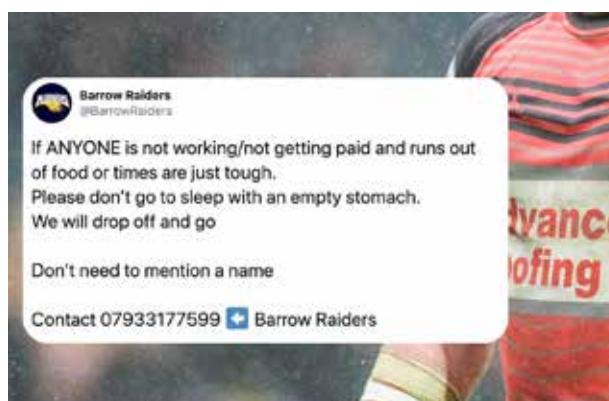 Barrow Raiders
@BarrowRaiders
If ANYONE is not working/not getting paid and runs out
of food or times are just tough.
Please don't go to sleep with an empty stomach.
We will drop off and go
Don't need to mention a name
Contact 07933177599 ⬅️ Barrow Raiders
dvanc
ofing